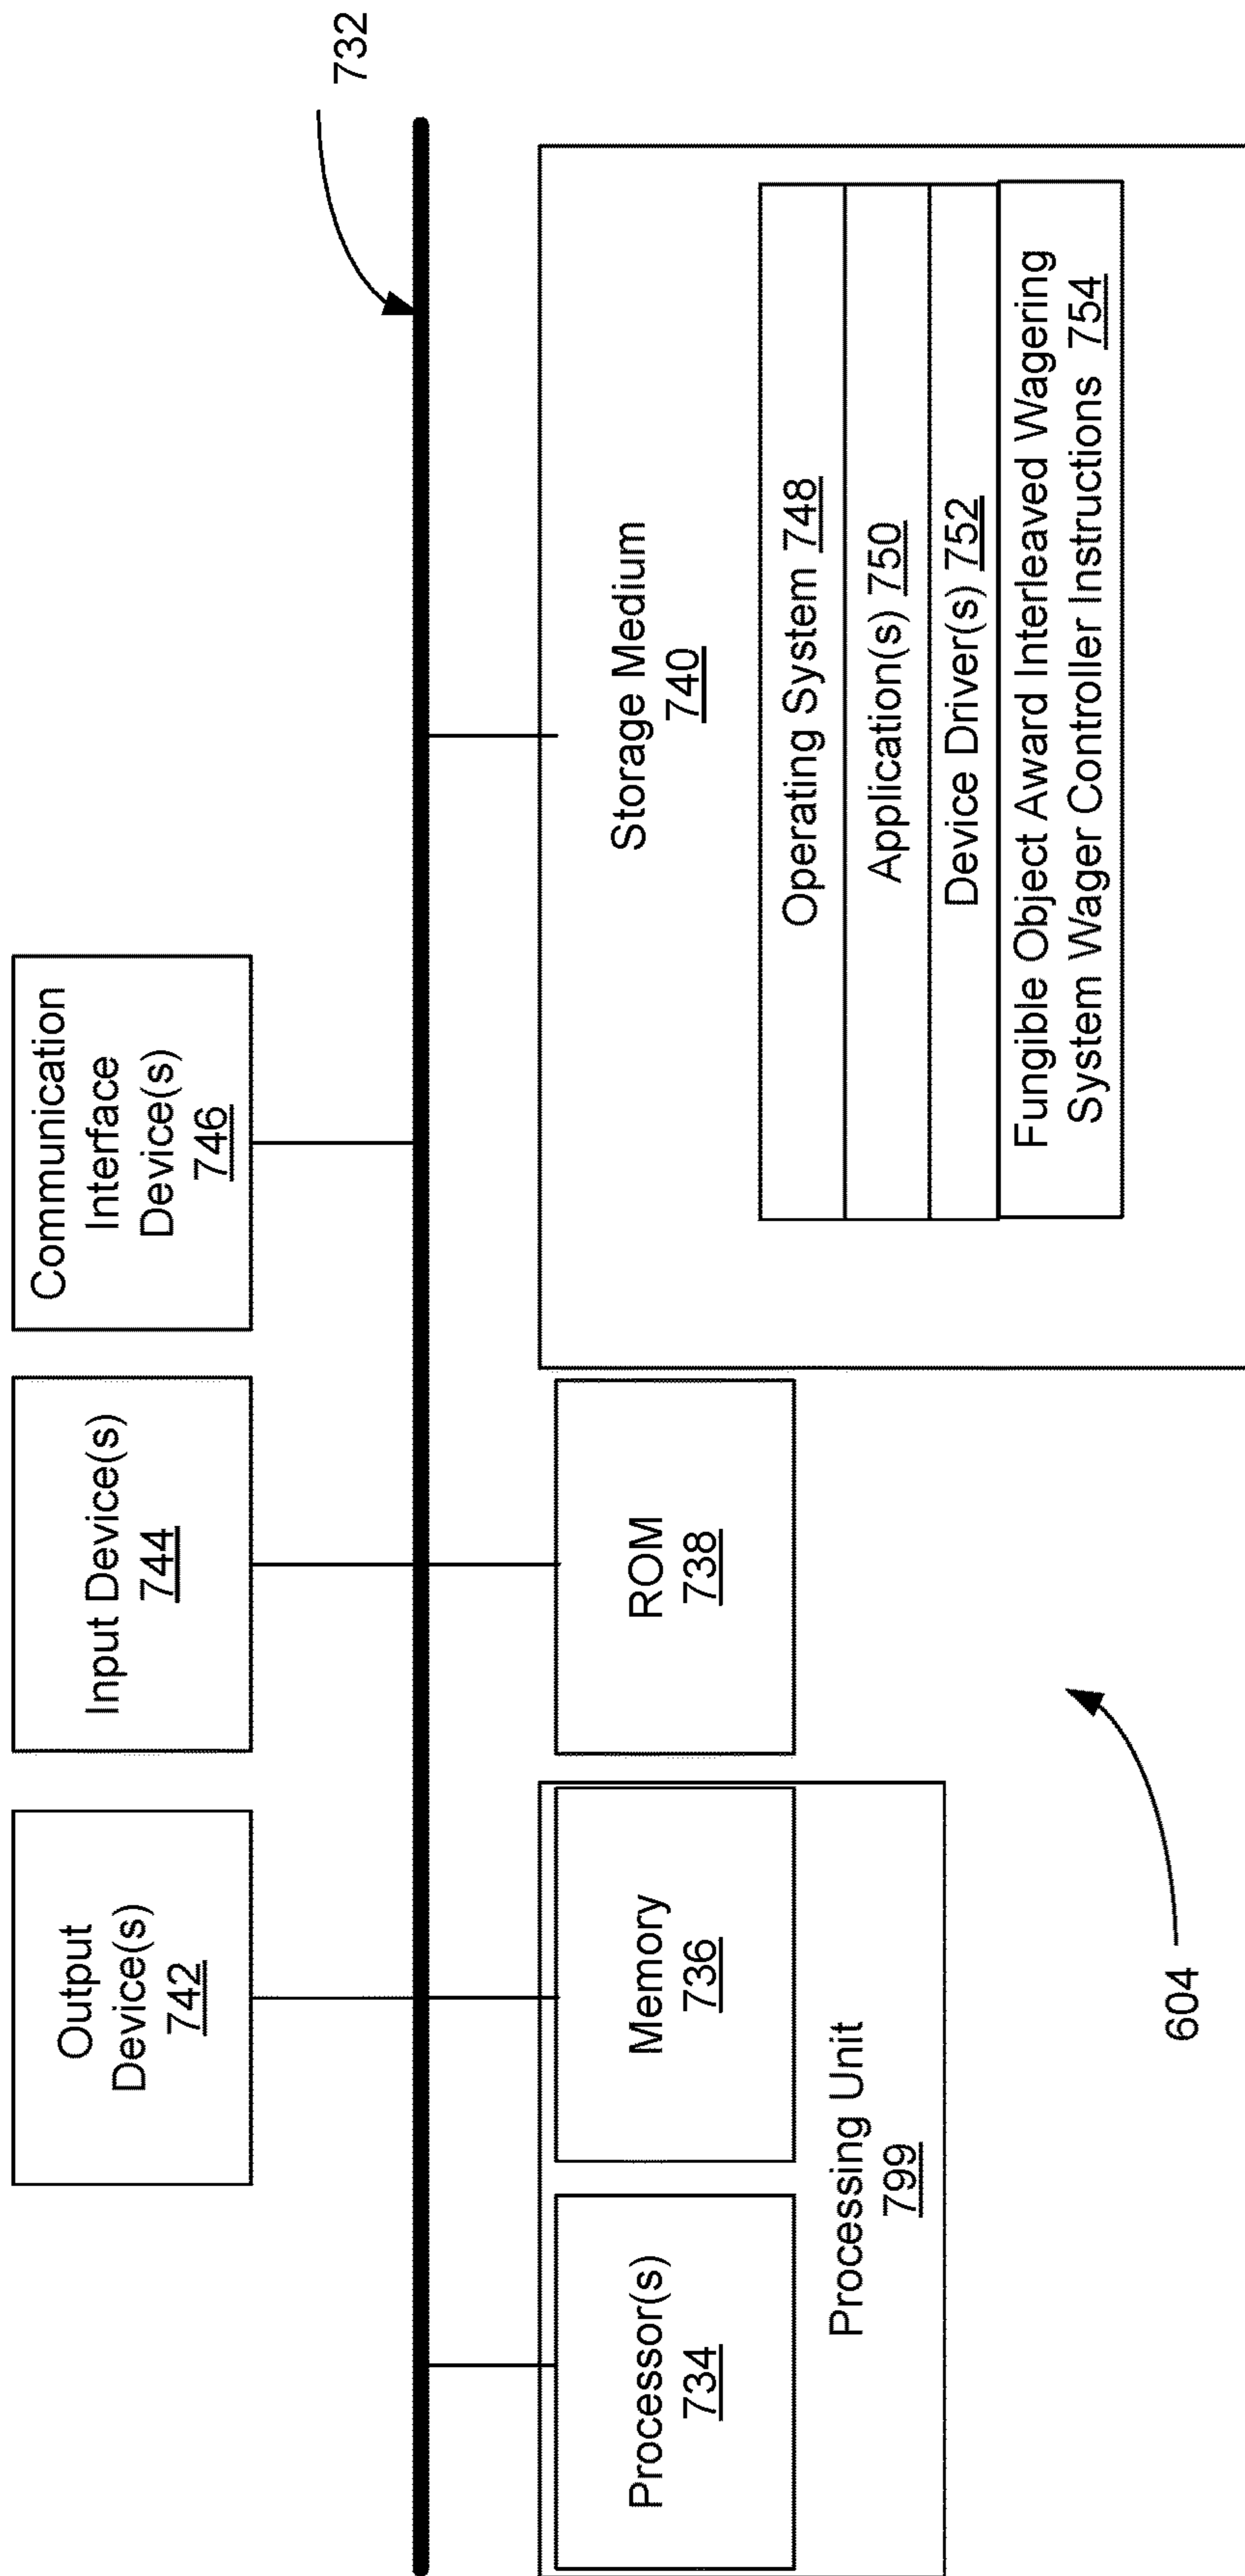 732
Output
Device(s)
742
Input Device(s)
744
Communication
Interface
Device(s)
746
Processor(s)
734
Memory
736
Processing Unit
799
ROM
738
Storage Medium
740
Operating System 748
Application(s) 750
Device Driver(s) 752
Fungible Object Award Interleaved Wagering
System Wager Controller Instructions 754
604